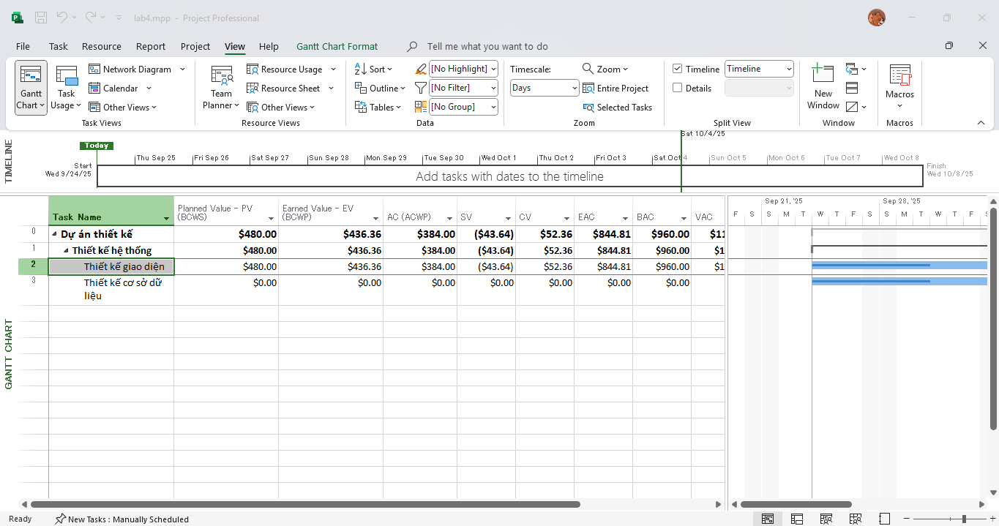 lab4.mpp - Project Professional
File Task Resource Report Project View Help Gantt Chart Format Tell me what you want to do
Gantt Chart
Task Usage
Network Diagram
Calendar
Other Views
Task Views
Team Planner
Resource Usage
Resource Sheet
Other Views
Resource Views
Sort
Outline
Tables
[No Highlight]
[No Filter]
[No Group]
Data
Timescale:
Days
Zoom
Entire Project
Selected Tasks
Zoom
Timeline Timeline
Details
Split View
New Window
Window
Macros
Macros
TIMELINE
Today
Sat 10/4/25
Thu Sep 25 Fri Sep 26 Sat Sep 27 Sun Sep 28 Mon Sep 29 Tue Sep 30 Wed Oct 1 Thu Oct 2 Fri Oct 3 Sat Oct 4 Sun Oct 5 Mon Oct 6 Tue Oct 7 Wed Oct 8
Start
Wed 9/24/25
Add tasks with dates to the timeline
Finish
Wed 10/8/25
GANTT CHART
Task Name Planned Value - PV (BCWS) Earned Value - EV (BCWP) AC (ACWP) SV CV EAC BAC VAC
Sep 21, '25 Sep 28, '25
F S S M T W T F S S M T W T F S
0 Dự án thiết kế $480.00 $436.36 $384.00 ($43.64) $52.36 $844.81 $960.00 $11
1 Thiết kế hệ thống $480.00 $436.36 $384.00 ($43.64) $52.36 $844.81 $960.00 $1
2 Thiết kế giao diện $480.00 $436.36 $384.00 ($43.64) $52.36 $844.81 $960.00 $1
3 Thiết kế cơ sở dữ $0.00 $0.00 $0.00 $0.00 $0.00 $0.00 $0.00
liệu
Ready New Tasks : Manually Scheduled